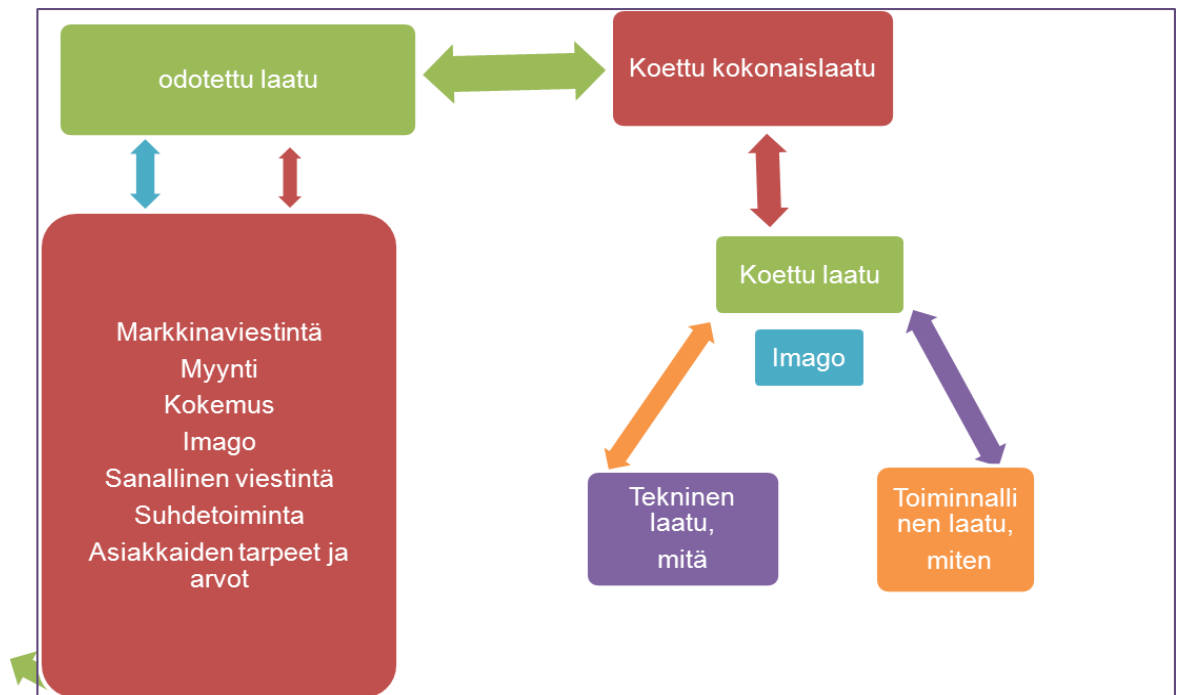 odotettu laatu
Koettu kokonaislaatu
Markkinaviestintä
Myynti
Kokemus
Imago
Sanallinen viestintä
Suhdetoiminta
Asiakkaiden tarpeet ja
arvot
Koettu laatu
Imago
Tekninen
laatu,
mitä
Toiminnalli
nen laatu,
miten